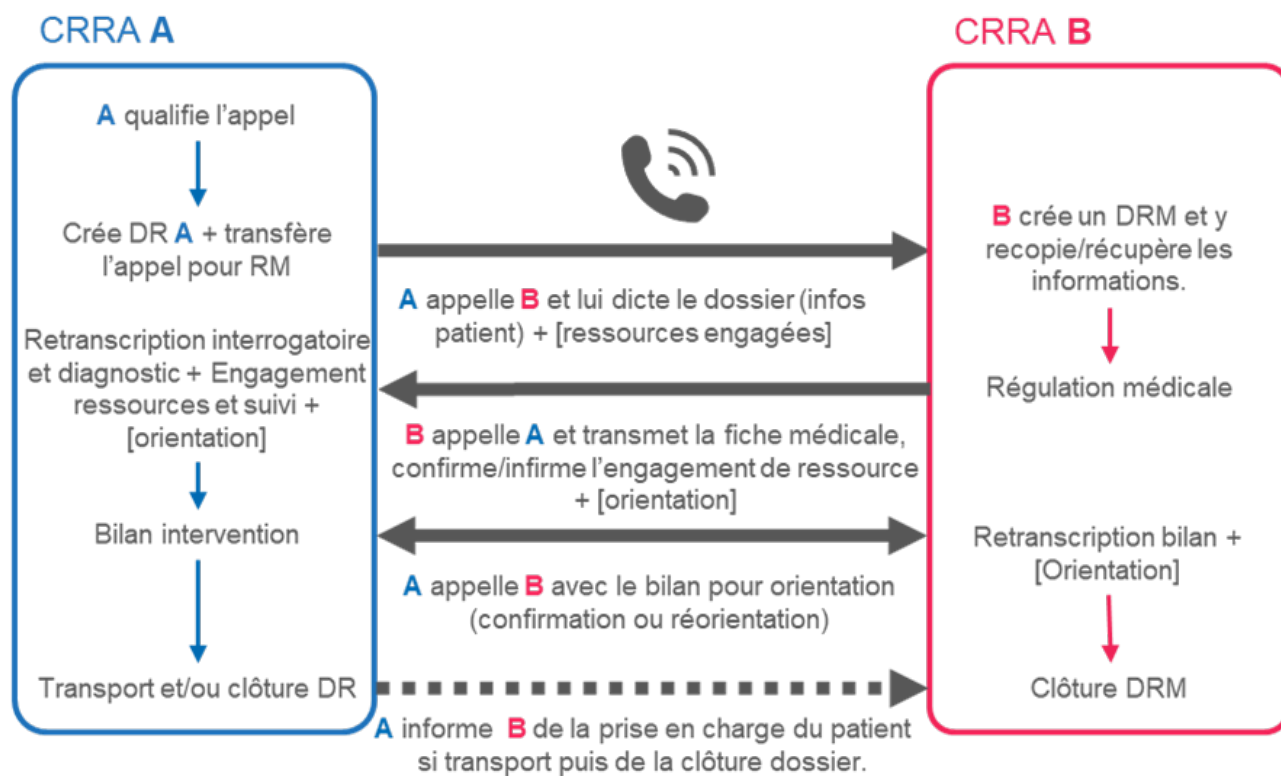 CRRA A
A qualifie l'appel
Crée DR A + transfère
l'appel pour RM
Retranscription interrogatoire
et diagnostic + Engagement
ressources et suivi +
[orientation]
Bilan intervention
Transport et/ou clôture DR
A appelle B et lui dicte le dossier (infos
patient) + [ressources engagées]
B appelle A et transmet la fiche médicale,
confirme/infirme l'engagement de ressource
+ [orientation]
A appelle B avec le bilan pour orientation
(confirmation ou réorientation)
A informe B de la prise en charge du patient
si transport puis de la clôture dossier.
CRRA B
B crée un DRM et y
recopie/récupère les
informations.
Régulation médicale
Retranscription bilan +
[Orientation]
Clôture DRM